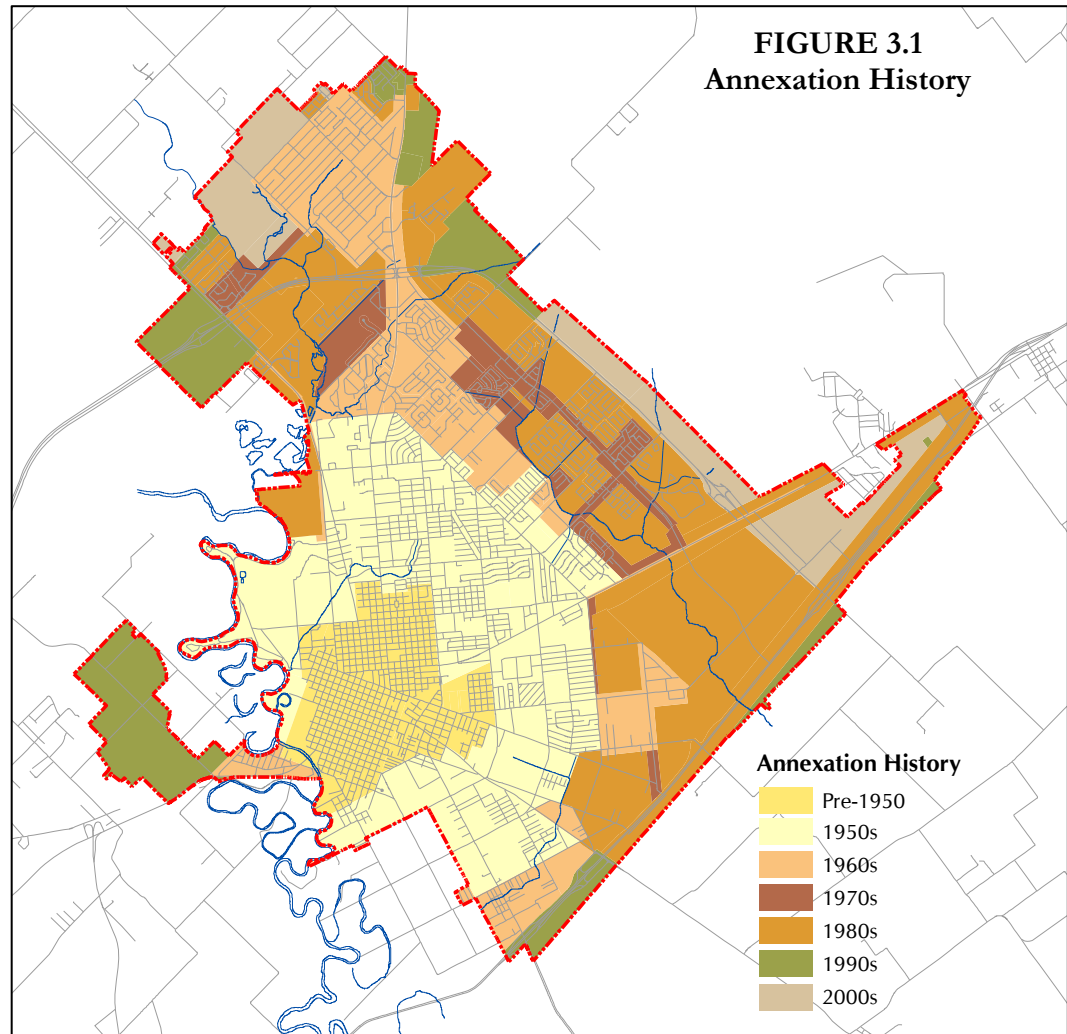 FIGURE 3.1
Annexation History
Annexation History
Pre-1950
1950s
1960s
1970s
1980s
1990s
2000s